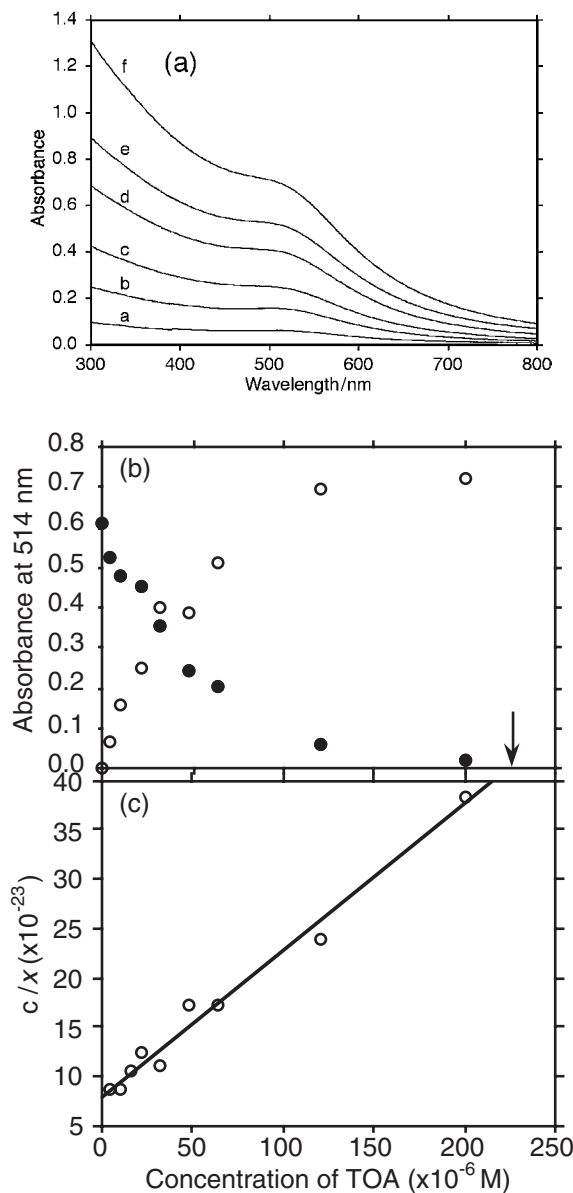 (a)
1.4
1.2
1.0
0.8
0.6
0.4
0.2
0.0
Absorbance
f
e
d
c
b
a
300 400 500 600 700 800
Wavelength/nm
(b)
0.8
0.7
0.6
0.5
0.4
0.3
0.2
0.1
0.0
Absorbance at 514 nm
(c)
40
35
30
25
20
15
10
5
c/x (x10⁻²³)
0 50 100 150 200 250
Concentration of TOA (x10⁻⁶ M)